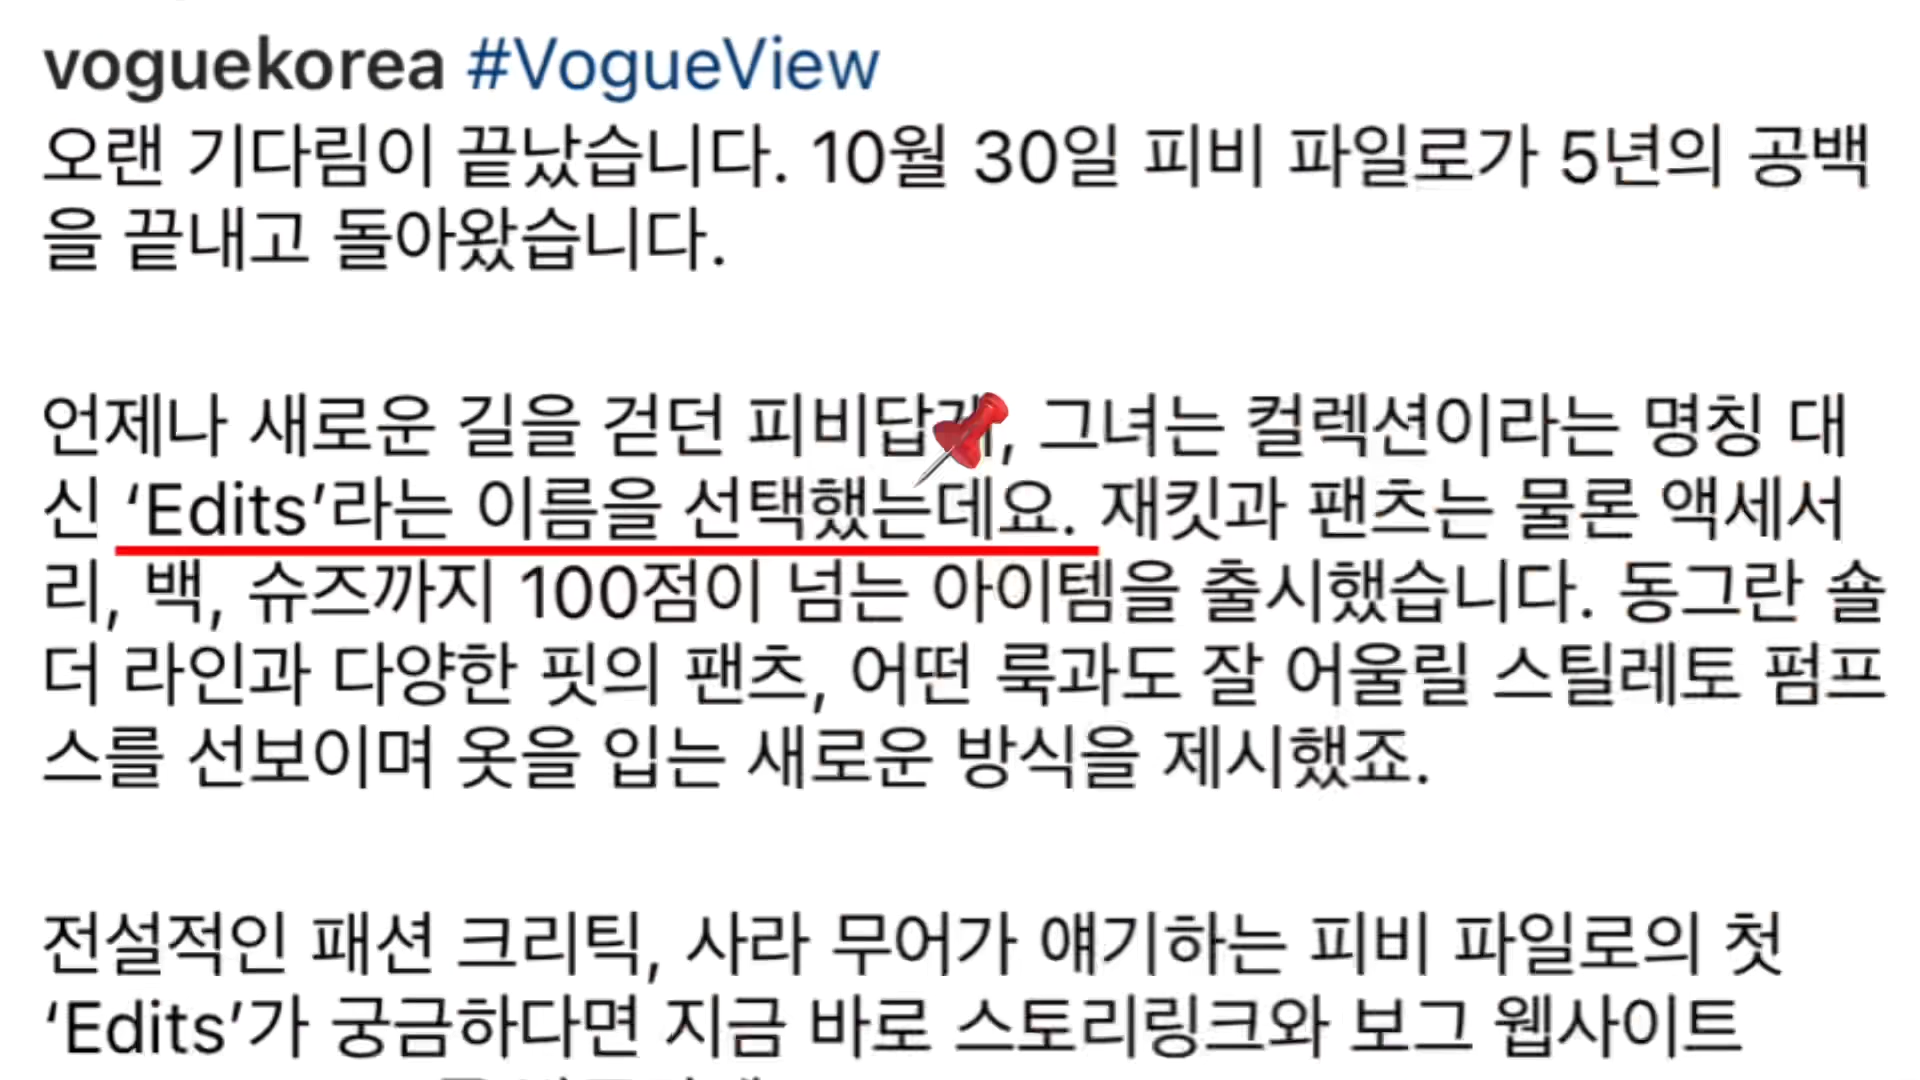 voguekorea #VogueView
오랜 기다림이 끝났습니다. 10월 30일 피비 파일로가 5년의 공백
을 끝내고 돌아왔습니다.
언제나 새로운 길을 걷던 피비답게, 그녀는 컬렉션이라는 명칭 대
신 ‘Edits’라는 이름을 선택했는데요. 재킷과 팬츠는 물론 액세서
리, 백, 슈즈까지 100점이 넘는 아이템을 출시했습니다. 동그란 숄
더 라인과 다양한 핏의 팬츠, 어떤 룩과도 잘 어울릴 스틸레토 펌프
스를 선보이며 옷을 입는 새로운 방식을 제시했죠.
전설적인 패션 크리틱, 사라 무어가 얘기하는 피비 파일로의 첫
‘Edits’가 궁금하다면 지금 바로 스토리링크와 보그 웹사이트